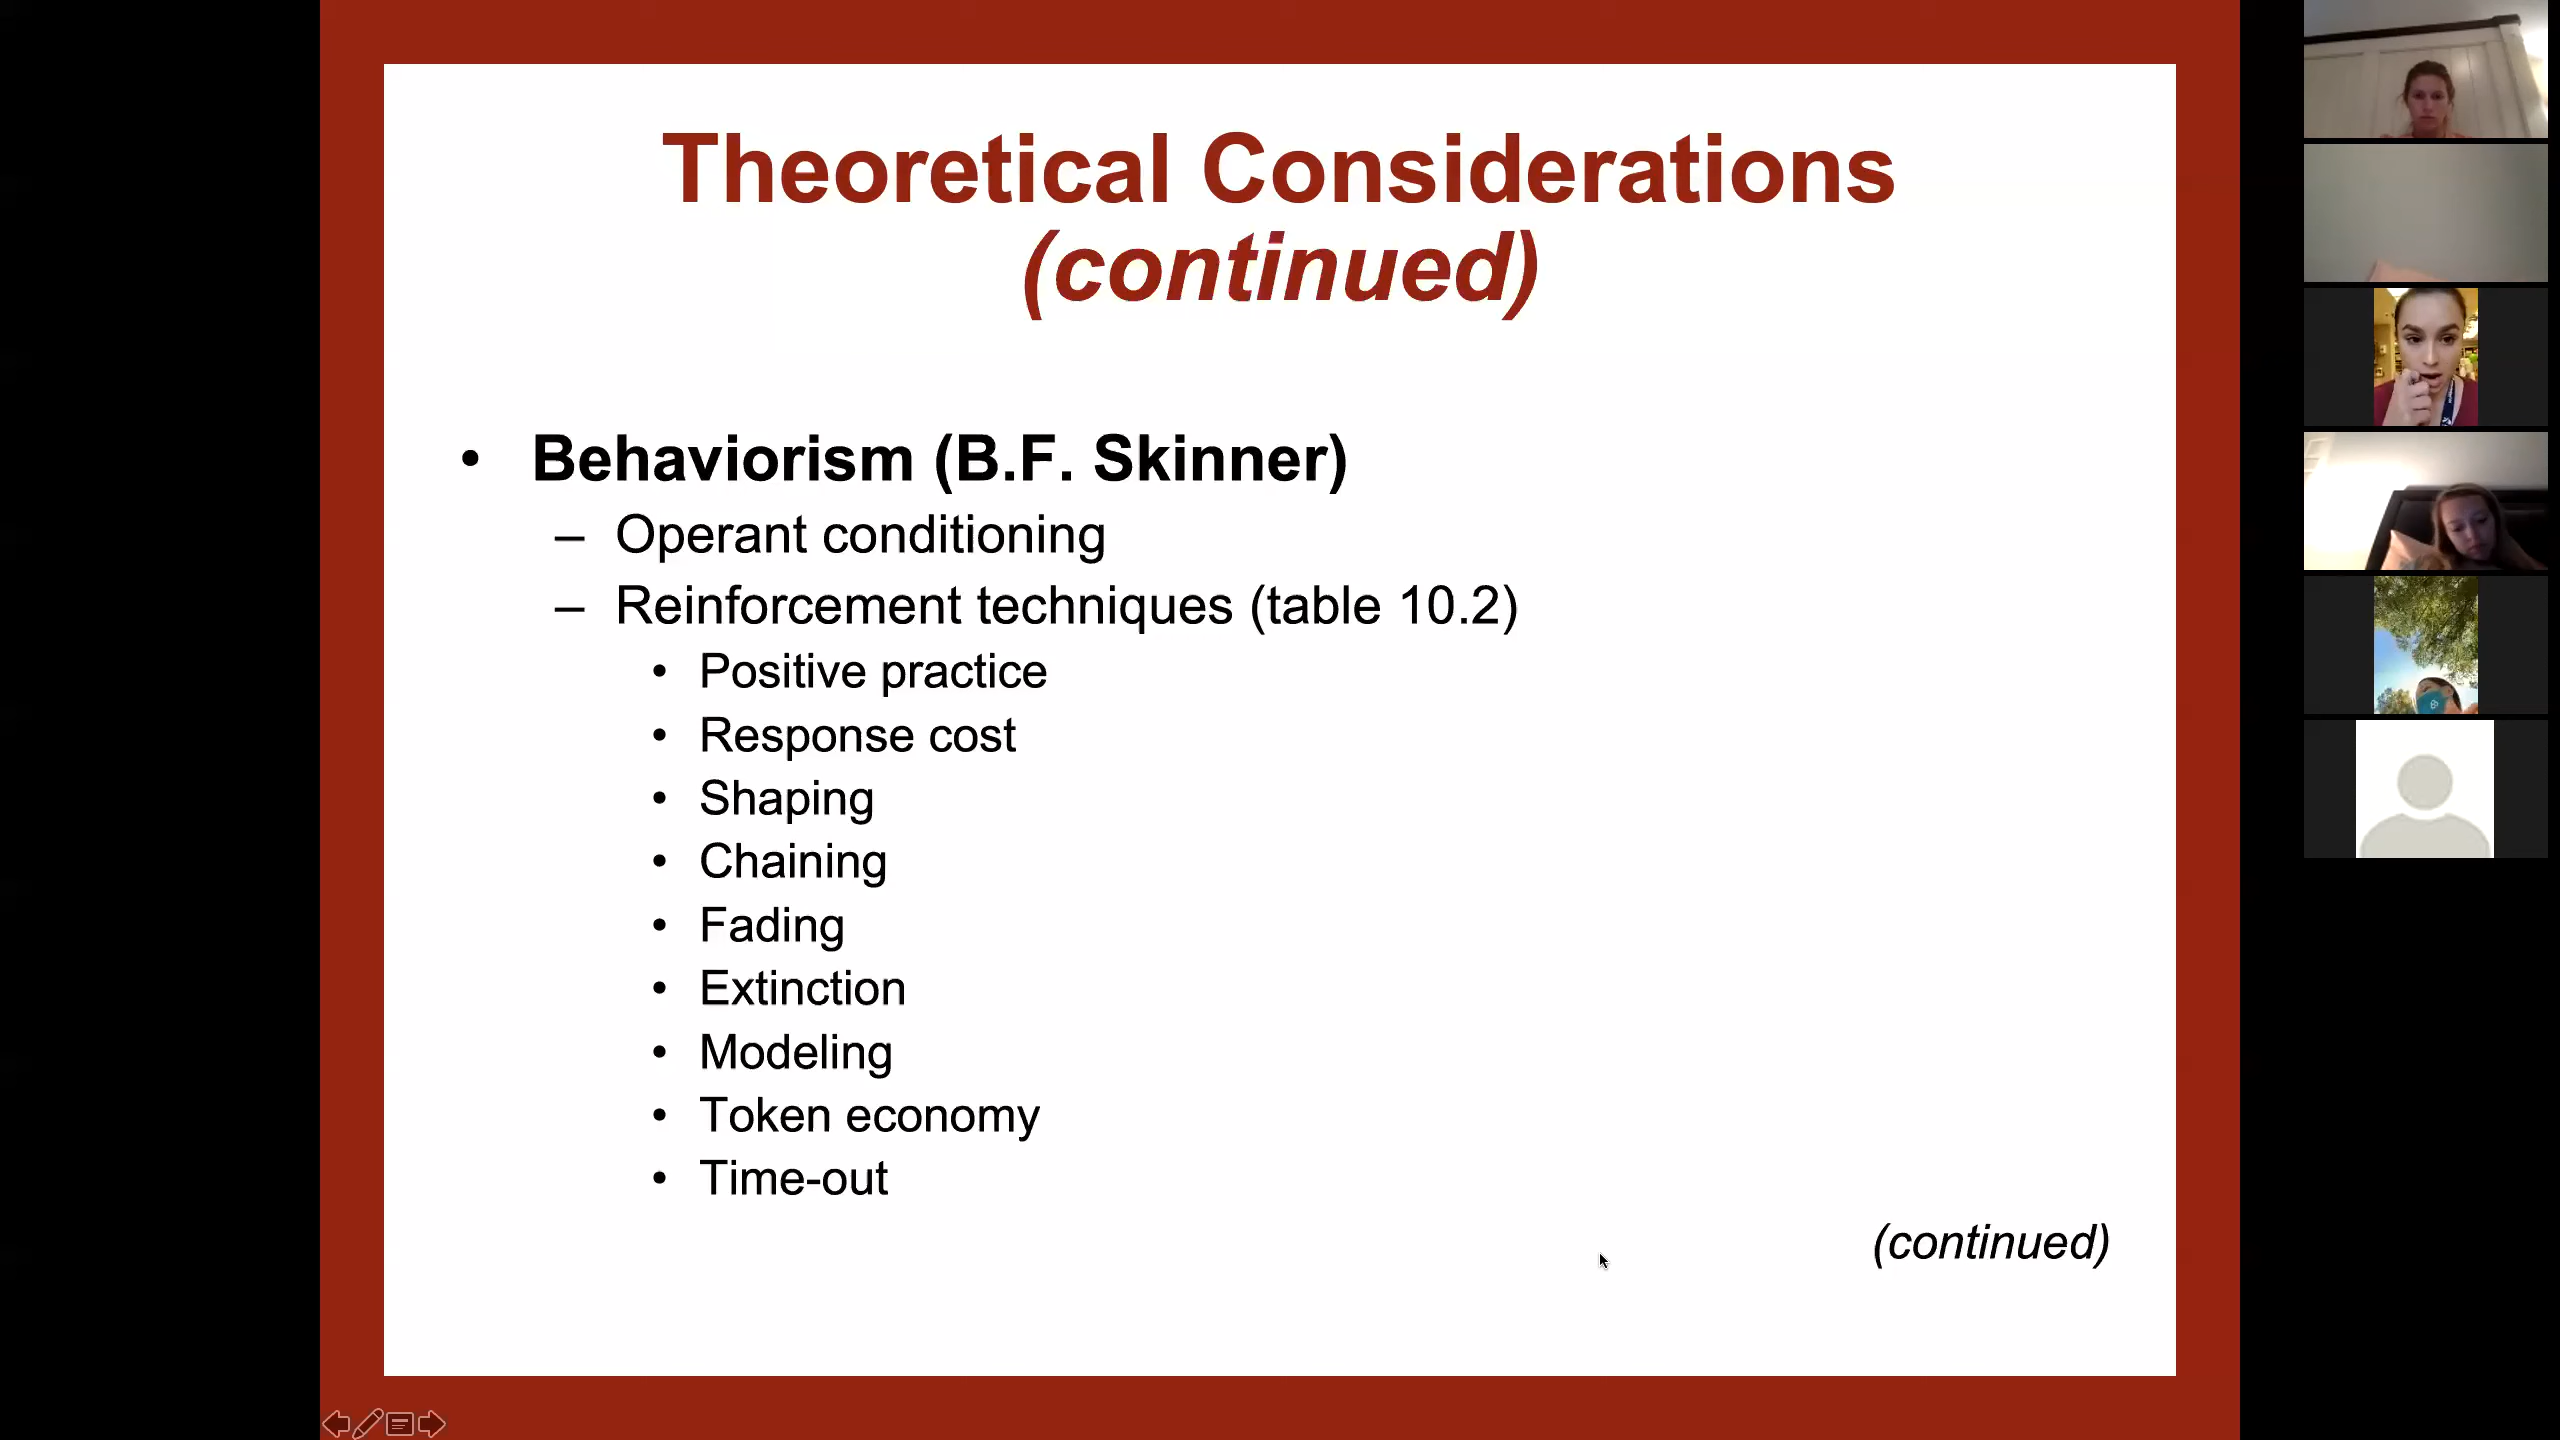 Theoretical Considerations
(continued)
• Behaviorism (B.F. Skinner)
– Operant conditioning
– Reinforcement techniques (table 10.2)
• Positive practice
• Response cost
• Shaping
• Chaining
• Fading
• Extinction
• Modeling
• Token economy
• Time-out
(continued)